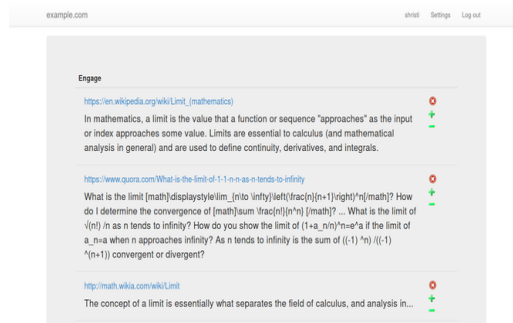 example.com
shristi Settings Log out
Engage
https://en.wikipedia.org/wiki/Limit_(mathematics)
In mathematics, a limit is the value that a function or sequence "approaches" as the input
or index approaches some value. Limits are essential to calculus (and mathematical
analysis in general) and are used to define continuity, derivatives, and integrals.
https://www.quora.com/What-is-the-limit-of-1-1-n-n-as-n-tends-to-infinity
What is the limit [math]\displaystyle\lim_{n\to \infty}\left(\frac{n}{n+1}\right)^n[/math]? How
do I determine the convergence of [math]\sum \frac{n!}{n^n} [/math]? ... What is the limit of
√(n!) /n as n tends to infinity? How do you show the limit of (1+a_n/n)^n=e^a if the limit of
a_n=a when n approaches infinity? As n tends to infinity is the sum of ((-1) ^n) /((-1)
^(n+1)) convergent or divergent?
http://math.wikia.com/wiki/Limit
The concept of a limit is essentially what separates the field of calculus, and analysis in...